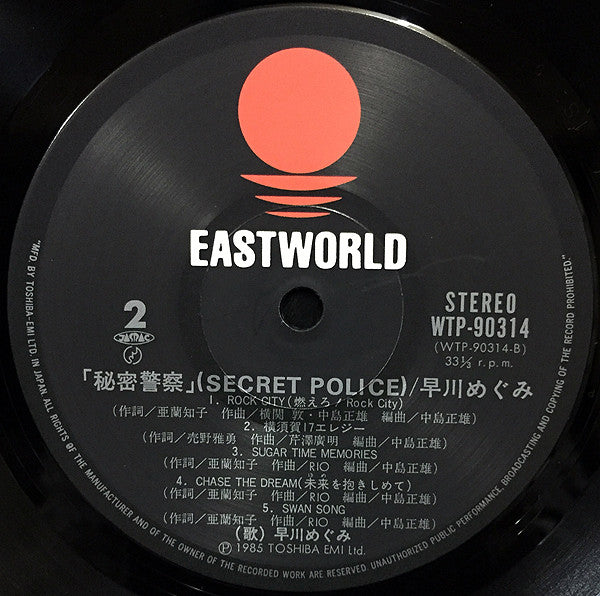 EASTWORLD
2
JASRAC
STEREO
WTP-90314
(WTP-90314-B)
33⅓ r.p.m.
「秘密警察」(SECRET POLICE)/早川めぐみ
1. ROCK CITY(燃えろ!Rock City)
(作詞/亜蘭知子 作曲/横関 敦・中島正雄 編曲/中島正雄)
2. 横須賀17エレジー
(作詞/売野雅勇 作曲/芹澤廣明 編曲/中島正雄)
3. SUGAR TIME MEMORIES
(作詞/亜蘭知子 作曲/RIO 編曲/中島正雄)
4. CHASE THE DREAM(未来を抱きしめて)
(作詞/亜蘭知子 作曲/RIO 編曲/中島正雄)
5. SWAN SONG
(作詞/亜蘭知子 作曲/RIO 編曲/中島正雄)
(歌)早川めぐみ
Ⓟ1985 TOSHIBA EMI Ltd.
"MFD. BY TOSHIBA-EMI LTD. IN JAPAN ALL RIGHTS OF THE MANUFACTURER AND OF THE OWNER OF THE RECORDED WORK ARE RESERVED. UNAUTHORIZED PUBLIC PERFORMANCE, BROADCASTING AND COPYING OF THE RECORD PROHIBITED."